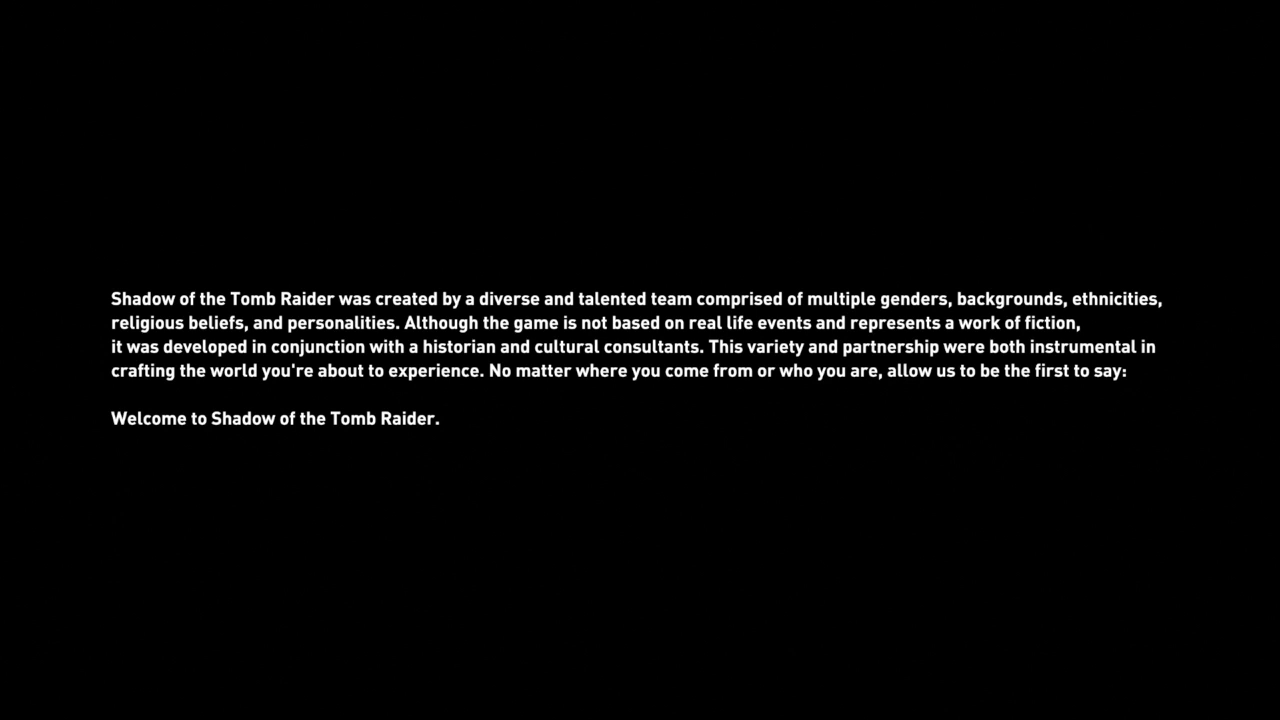 Shadow of the Tomb Raider was created by a diverse and talented team comprised of multiple genders, backgrounds, ethnicities,
religious beliefs, and personalities. Although the game is not based on real life events and represents a work of fiction,
it was developed in conjunction with a historian and cultural consultants. This variety and partnership were both instrumental in
crafting the world you're about to experience. No matter where you come from or who you are, allow us to be the first to say:
Welcome to Shadow of the Tomb Raider.